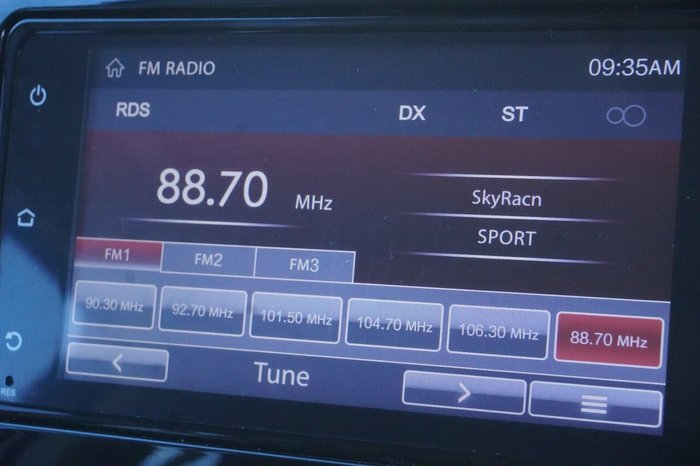 FM RADIO 09:35AM
RDS DX ST
88.70 MHz
SkyRacn
SPORT
FM1 FM2 FM3
90.30 MHz 92.70 MHz 101.50 MHz 104.70 MHz 106.30 MHz 88.70 MHz
< Tune >
RES